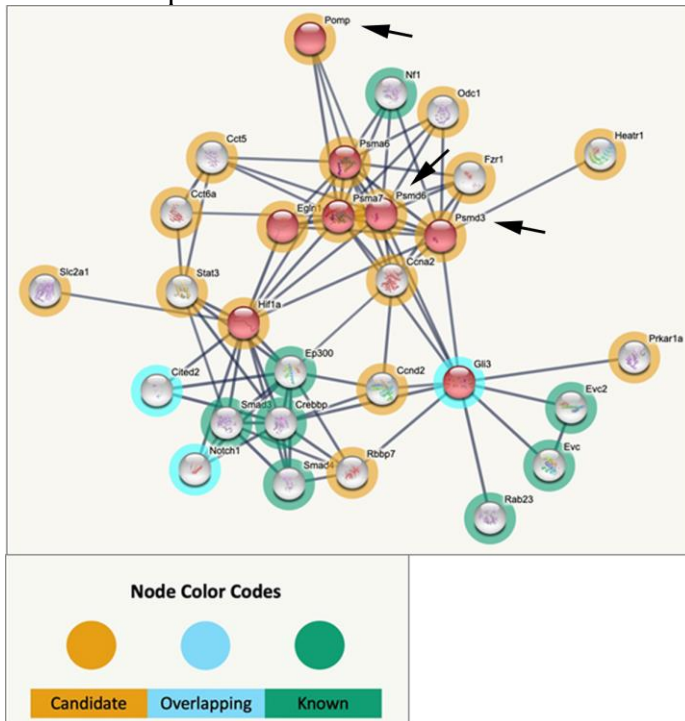 Pomp
Nf1
Odc1
Heatr1
Cct5
Psma6
Fzr1
Cct6a
Egln1
Psma7
Psmd6
Psmd3
Ccna2
Slc2a1
Stat3
Hif1a
Prkar1a
Ep300
Cited2
Ccnd2
Gli3
Evc2
Smad3
Crebbp
Notch1
Smad4
Rbbp7
Evc
Rab23
Node Color Codes
Candidate Overlapping Known